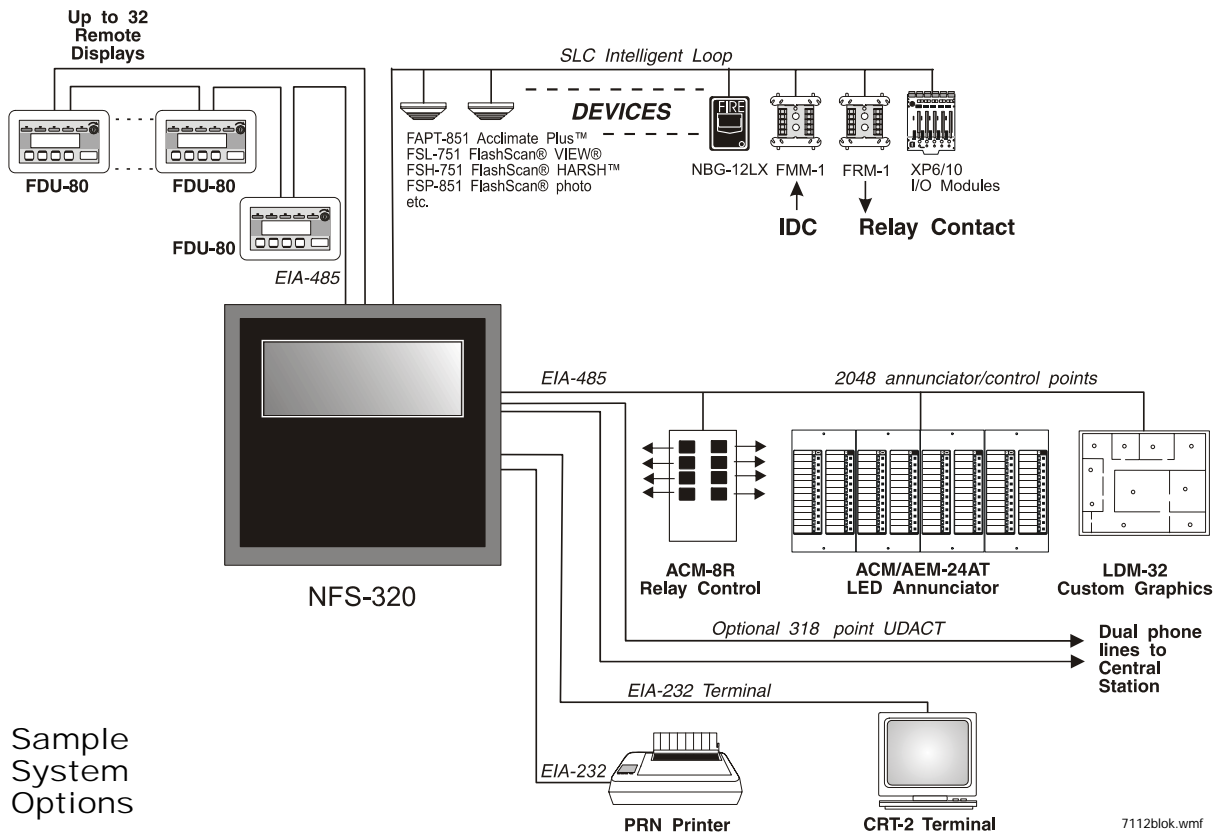 Up to 32
Remote
Displays
SLC Intelligent Loop
DEVICES
FIRE
FDU-80
FDU-80
FAPT-851 Acclimate Plus™
FSL-751 FlashScan® VIEW®
FSH-751 FlashScan® HARSH™
FSP-851 FlashScan® photo
etc.
NBG-12LX
FMM-1
FRM-1
XP6/10
I/O Modules
IDC
Relay Contact
FDU-80
EIA-485
EIA-485
2048 annunciator/control points
NFS-320
ACM-8R
Relay Control
ACM/AEM-24AT
LED Annunciator
LDM-32
Custom Graphics
Optional 318 point UDACT
Dual phone
lines to
Central
Station
EIA-232 Terminal
EIA-232
Sample
System
Options
PRN Printer
CRT-2 Terminal
7112blok.wmf